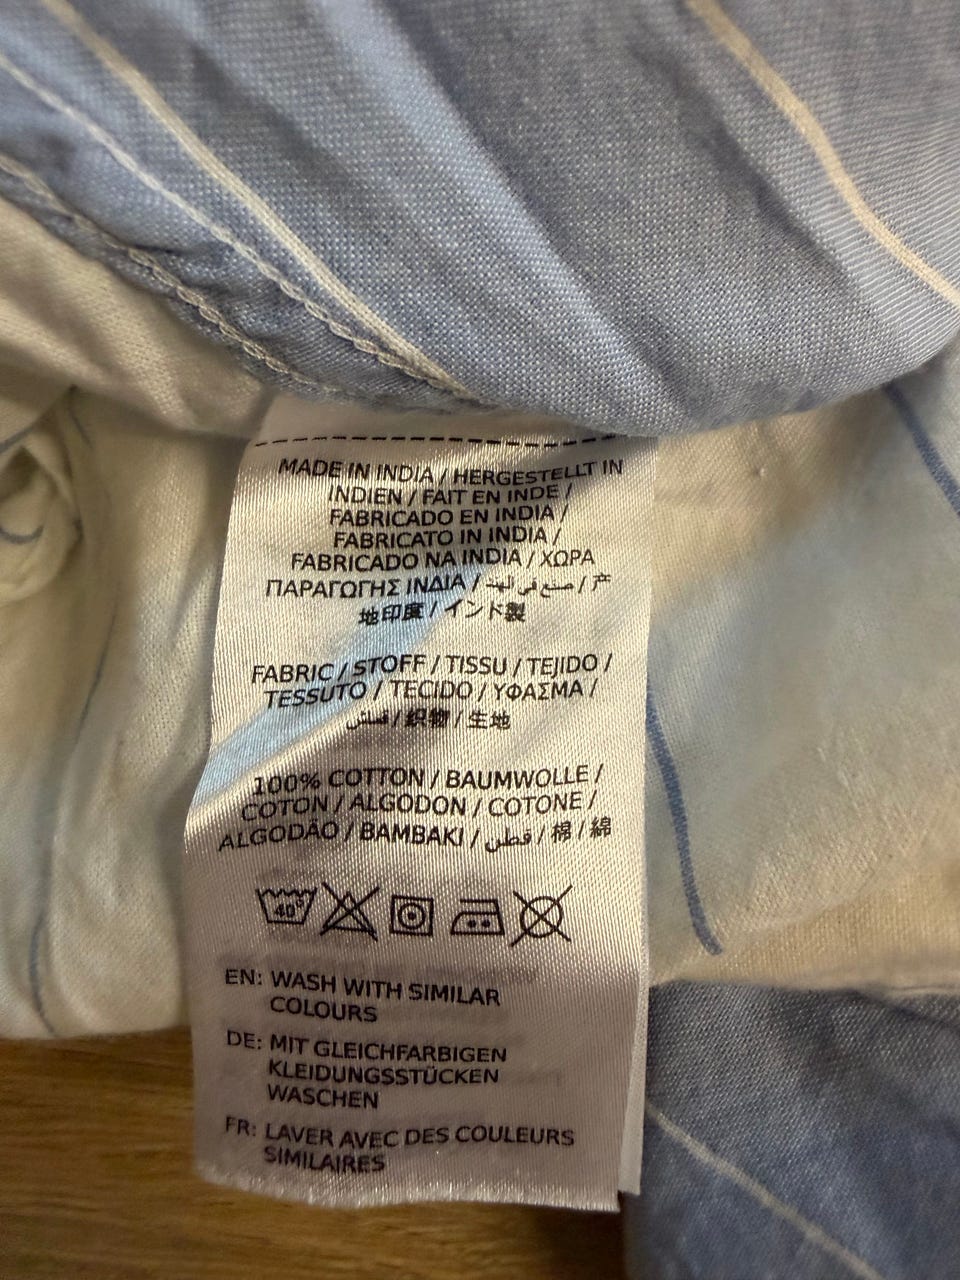 MADE IN INDIA / HERGESTELLT IN
INDIEN / FAIT EN INDE /
FABRICADO EN INDIA /
FABRICATO IN INDIA /
FABRICADO NA INDIA / ΧΩΡΑ
ΠΑΡΑΓΩΓΗΣ ΙΝΔΙΑ / صنع في الهند / 产
地印度 / インド製
FABRIC / STOFF / TISSU / TEJIDO /
TESSUTO / TECIDO / ΥΦΑΣΜΑ /
قماش / 织物 / 生地
100% COTTON / BAUMWOLLE /
COTON / ALGODON / COTONE /
ALGODÃO / BAMBAKI / قطن / 棉 / 綿
40°
EN: WASH WITH SIMILAR
COLOURS
DE: MIT GLEICHFARBIGEN
KLEIDUNGSSTÜCKEN
WASCHEN
FR: LAVER AVEC DES COULEURS
SIMILAIRES